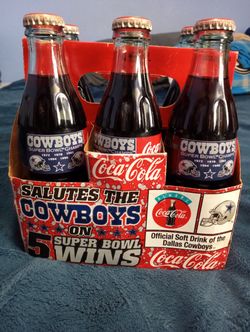 COWBOYS
SUPER BOWL CHAMPIONS
COWBOYS
COWBOYS
SUPER BOWL
Coca-Cola
SALUTES THE
COWBOYS
ON
5 SUPER BOWL
WINS
Coca-Cola
Official Soft Drink of the
Dallas Cowboys
Coca-Cola